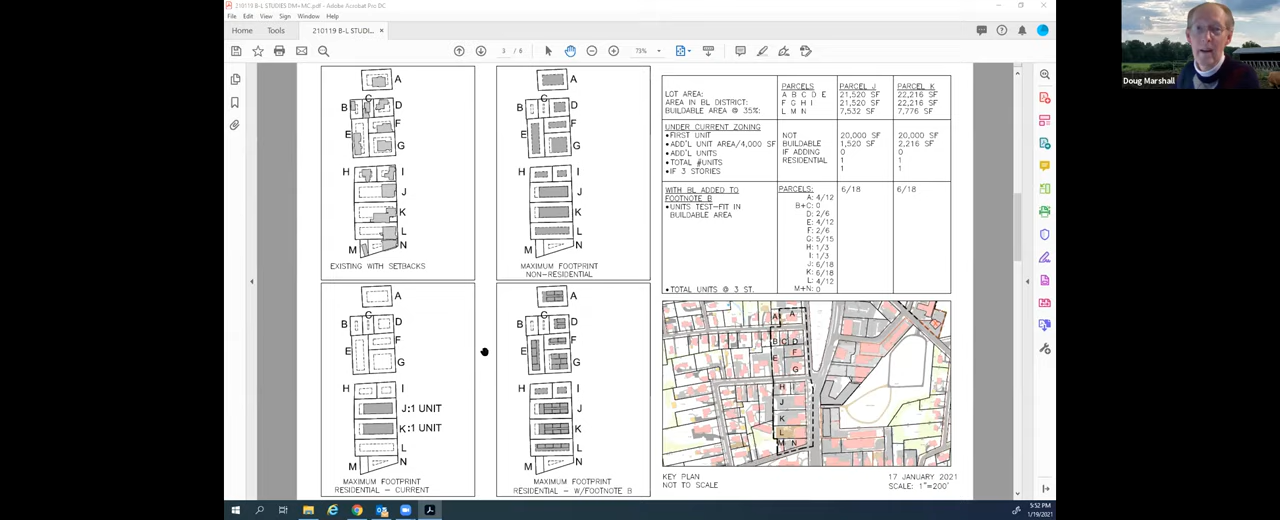 210119 B-L STUDIES DM+MC.pdf - Adobe Acrobat Pro DC
File Edit View Sign Window Help
Home Tools 210119 B-L STUDI... ×
3 / 6 73%
Doug Marshall
A
B C D
E F
G
H I
J
K
L
M N
EXISTING WITH SETBACKS
A
B C D
E F
G
H I
J
K
L
M N
MAXIMUM FOOTPRINT
NON-RESIDENTIAL
A
B C D
E F
G
H I
J:1 UNIT
K:1 UNIT
L
M N
MAXIMUM FOOTPRINT
RESIDENTIAL - CURRENT
A
B C D
E F
G
H I
J
K
L
M N
MAXIMUM FOOTPRINT
RESIDENTIAL - W/FOOTNOTE B
PARCELS PARCEL J PARCEL K
LOT AREA: A B C D E 21,520 SF 22,216 SF
AREA IN BL DISTRICT: F G H I 21,520 SF 22,216 SF
BUILDABLE AREA @ 35%: L M N 7,532 SF 7,776 SF
UNDER CURRENT ZONING
•FIRST UNIT NOT 20,000 SF 20,000 SF
•ADD'L UNIT AREA/4,000 SF BUILDABLE 1,520 SF 2,216 SF
•ADD'L UNITS IF ADDING 0 0
•TOTAL #UNITS RESIDENTIAL 1 1
•IF 3 STORIES 1 1
WITH BL ADDED TO PARCELS: 6/18 6/18
FOOTNOTE B A: 4/12
•UNITS TEST-FIT IN B+C: 0
BUILDABLE AREA D: 2/6
E: 4/12
F: 2/6
G: 5/15
H: 1/3
I: 1/3
J: 6/18
K: 6/18
L: 4/12
•TOTAL UNITS @ 3 ST. M+N: 0
A A
B C D
E F
G
H I
J
K
L
M N
KEY PLAN 17 JANUARY 2021
NOT TO SCALE SCALE: 1"=200'
5:52 PM
1/19/2021